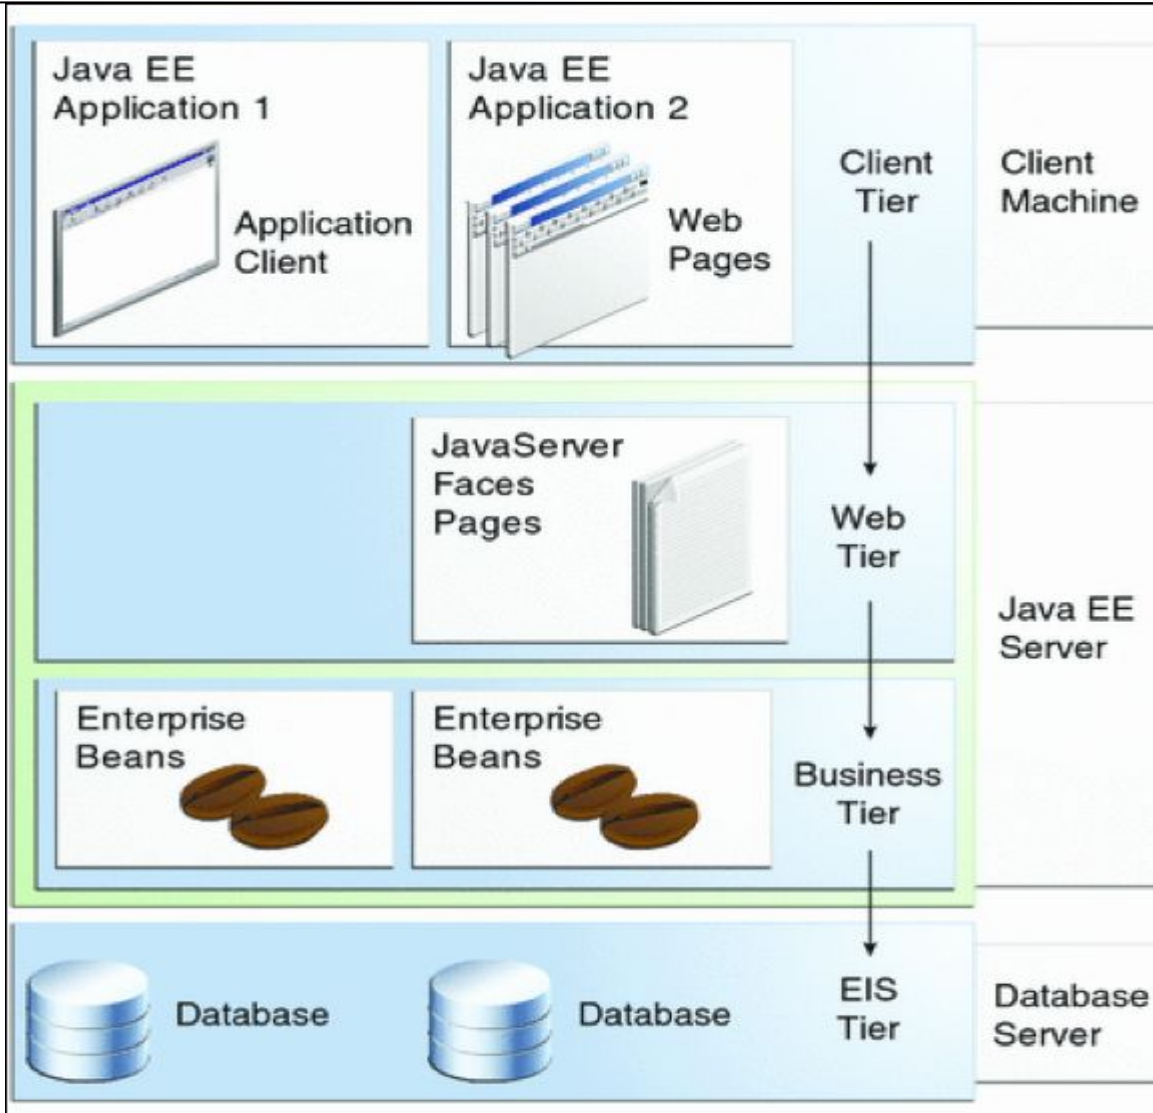 Java EE
Application 1
Application
Client
Java EE
Application 2
Web
Pages
Client
Tier
Client
Machine
JavaServer
Faces
Pages
Web
Tier
Java EE
Server
Enterprise
Beans
Enterprise
Beans
Business
Tier
Database
Database
EIS
Tier
Database
Server